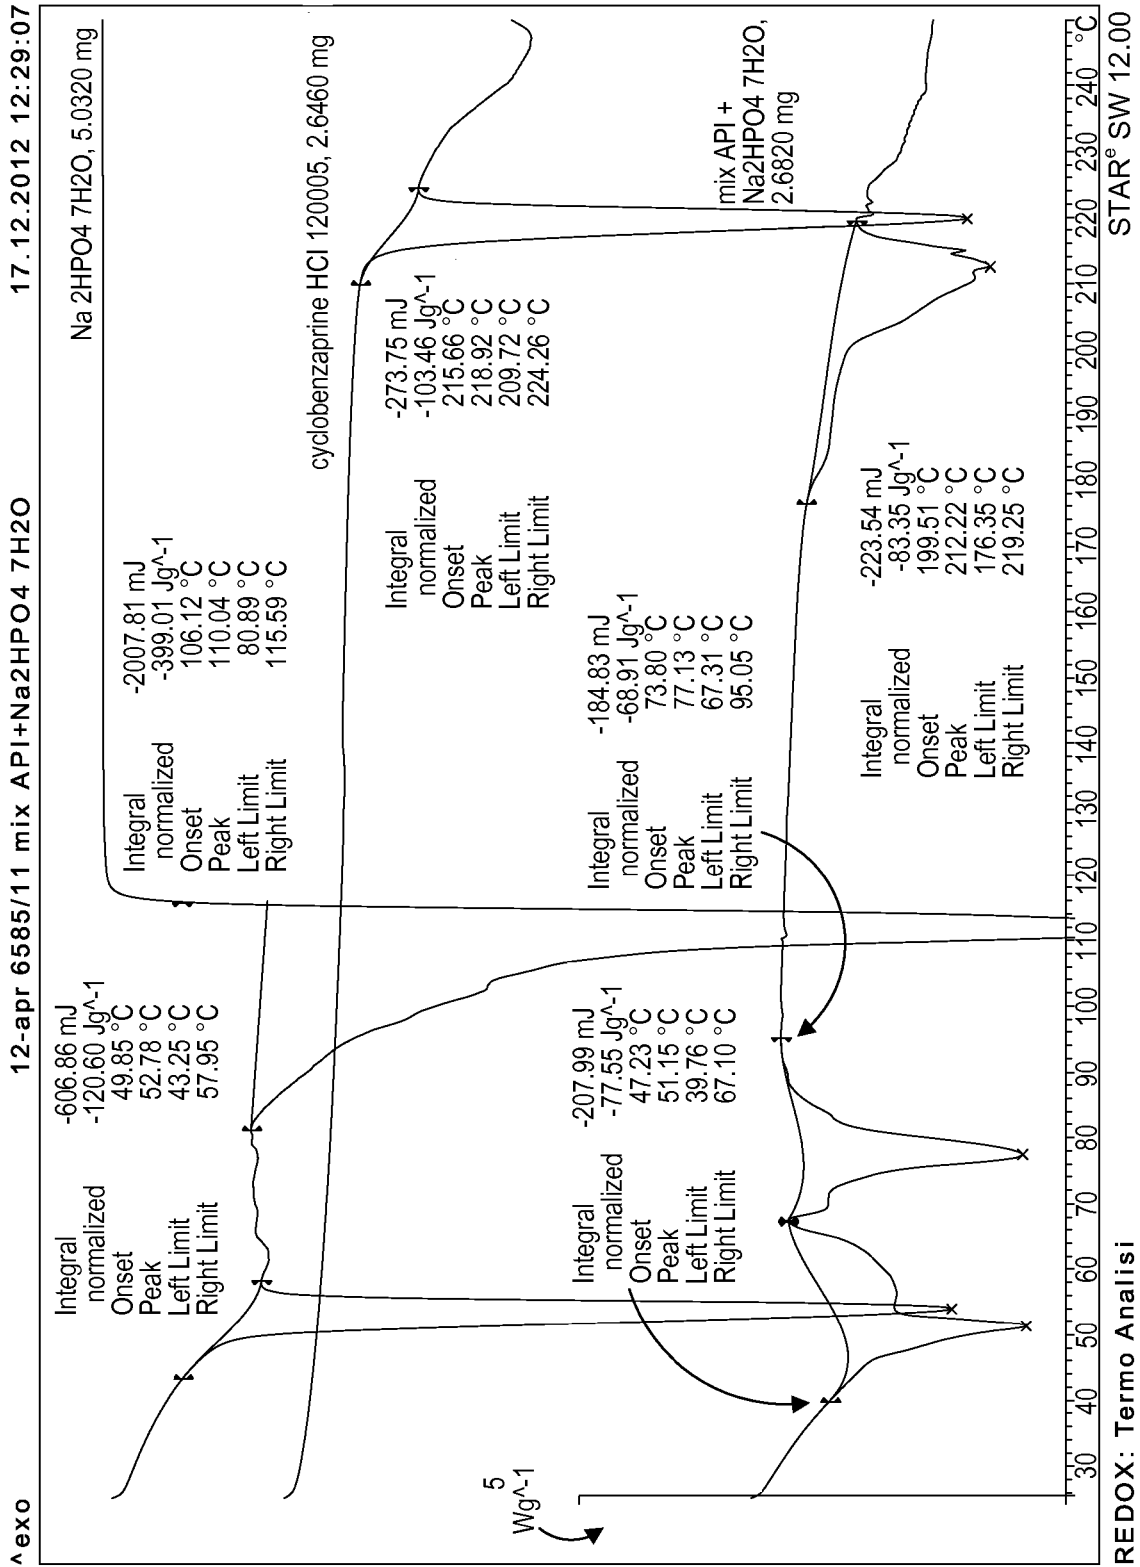 ^exo
12-apr 6585/11 mix API+Na2HPO4 7H2O
17.12.2012 12:29:07
Na 2HPO4 7H2O, 5.0320 mg
Integral -606.86 mJ
normalized -120.60 Jg^-1
Onset 49.85 °C
Peak 52.78 °C
Left Limit 43.25 °C
Right Limit 57.95 °C
Integral -2007.81 mJ
normalized -399.01 Jg^-1
Onset 106.12 °C
Peak 110.04 °C
Left Limit 80.89 °C
Right Limit 115.59 °C
cyclobenzaprine HCl 120005, 2.6460 mg
Integral -273.75 mJ
normalized -103.46 Jg^-1
Onset 215.66 °C
Peak 218.92 °C
Left Limit 209.72 °C
Right Limit 224.26 °C
5
Wg^-1
Integral -207.99 mJ
normalized -77.55 Jg^-1
Onset 47.23 °C
Peak 51.15 °C
Left Limit 39.76 °C
Right Limit 67.10 °C
Integral -184.83 mJ
normalized -68.91 Jg^-1
Onset 73.80 °C
Peak 77.13 °C
Left Limit 67.31 °C
Right Limit 95.05 °C
mix API +
Na2HPO4 7H2O,
2.6820 mg
Integral -223.54 mJ
normalized -83.35 Jg^-1
Onset 199.51 °C
Peak 212.22 °C
Left Limit 176.35 °C
Right Limit 219.25 °C
30 40 50 60 70 80 90 100 110 120 130 140 150 160 170 180 190 200 210 220 230 240 °C
REDOX: Termo Analisi
STARe SW 12.00